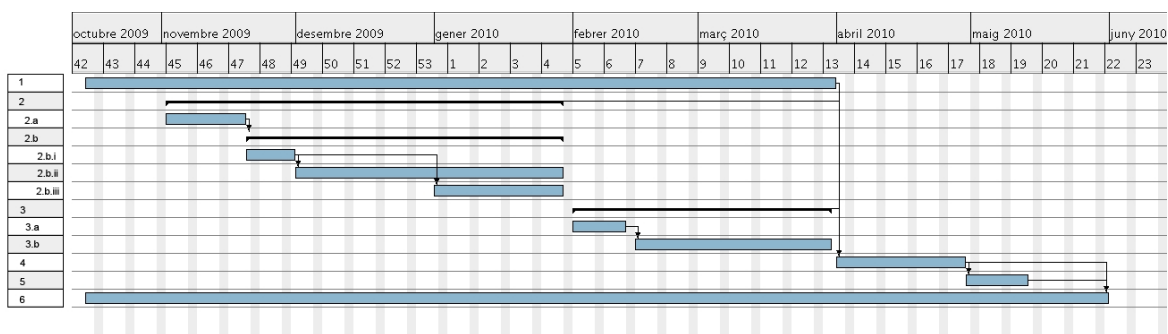 octubre 2009 novembre 2009 desembre 2009 gener 2010 febrer 2010 març 2010 abril 2010 maig 2010 juny 2010
42 43 44 45 46 47 48 49 50 51 52 53 1 2 3 4 5 6 7 8 9 10 11 12 13 14 15 16 17 18 19 20 21 22 23
1
2
2.a
2.b
2.b.i
2.b.ii
2.b.iii
3
3.a
3.b
4
5
6